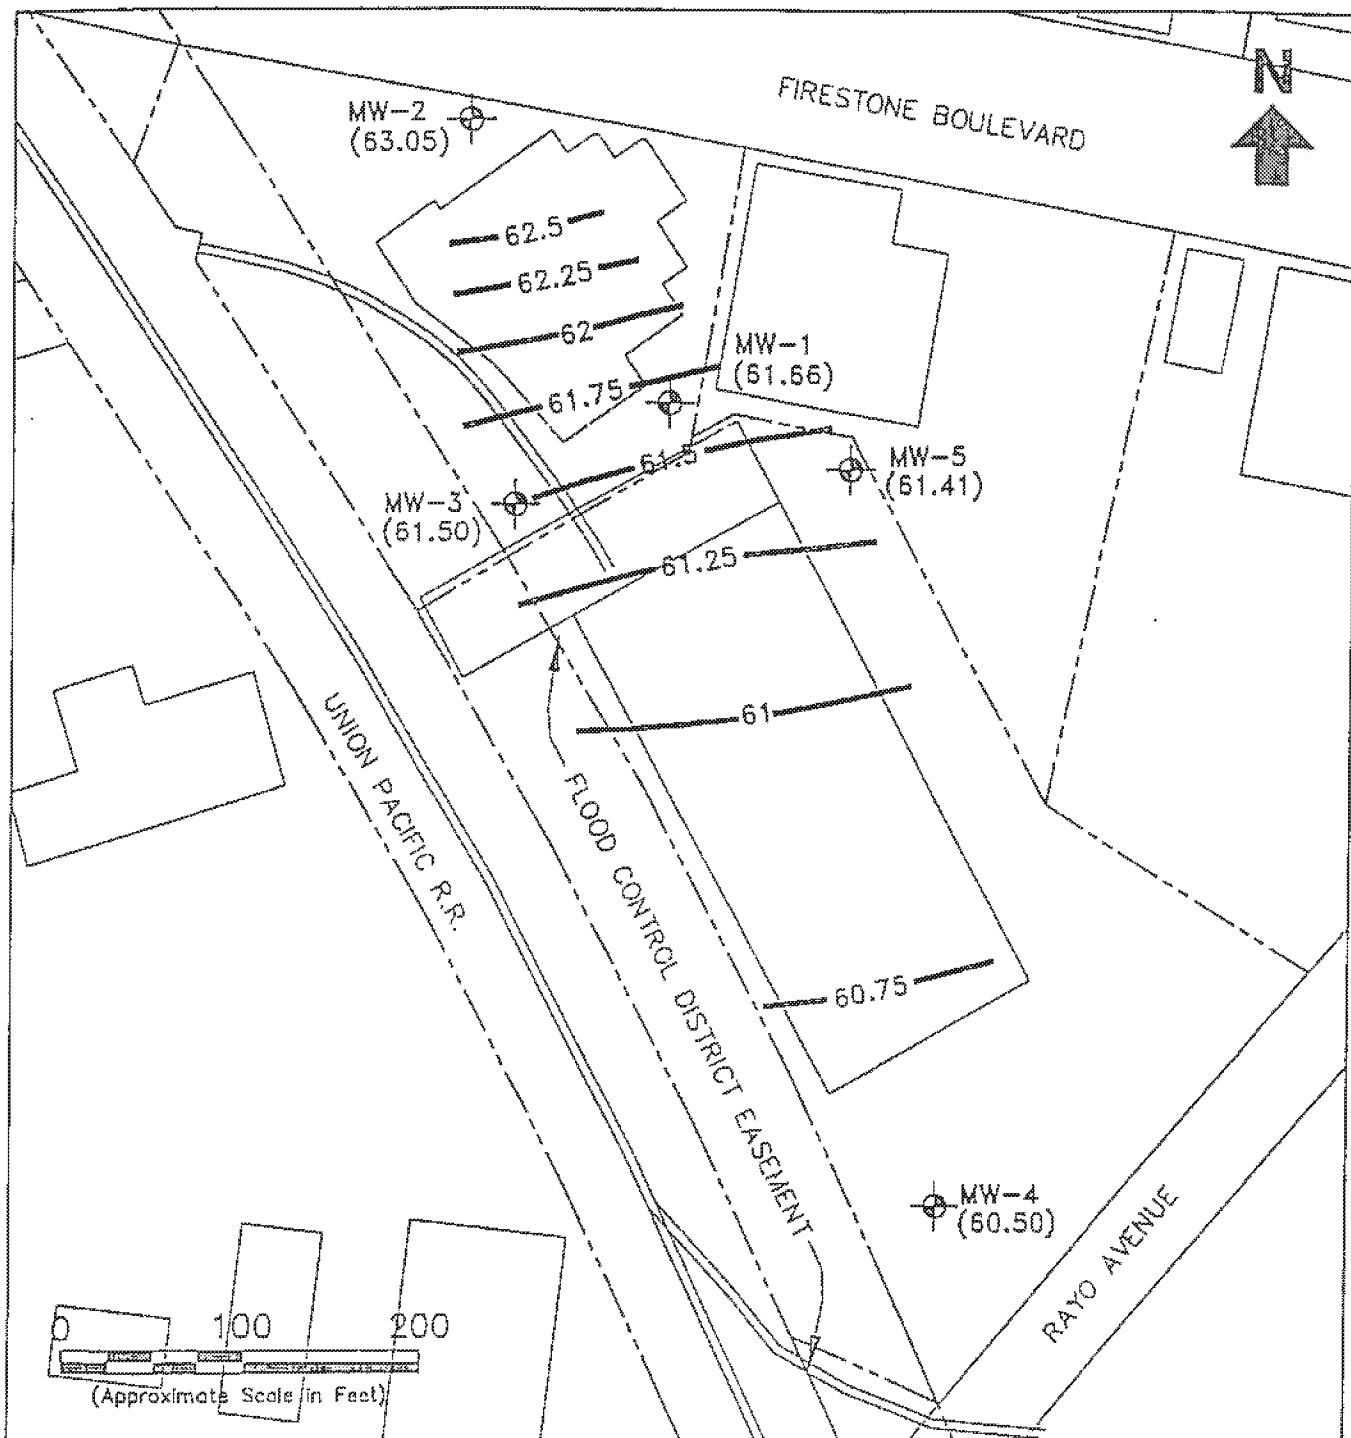 FIRESTONE BOULEVARD
N
MW-2
(63.05)
62.5
62.25
62
MW-1
(61.66)
61.75
61.5
MW-5
(61.41)
MW-3
(61.50)
61.25
61
UNION PACIFIC R.R.
FLOOD CONTROL DISTRICT EASEMENT
60.75
MW-4
(60.50)
RAYO AVENUE
0 100 200
(Approximate Scale in Feet)